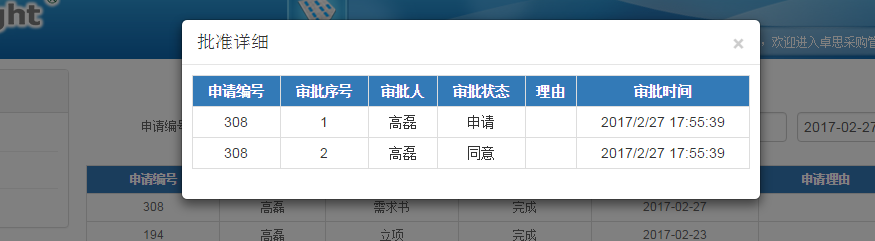 ght®
批准详细 ×
，欢迎进入卓思采购管
申请编号 审批序号 审批人 审批状态 理由 审批时间
308 1 高磊 申请 2017/2/27 17:55:39
308 2 高磊 同意 2017/2/27 17:55:39
申请编号
2017-02-27
申请编号 申请理由
308 高磊 需求书 完成 2017-02-27
194 高磊 立项 完成 2017-02-23